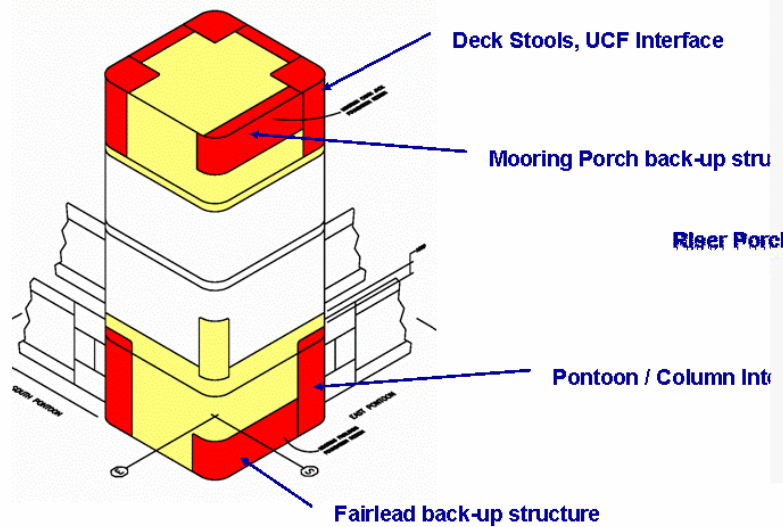 Deck Stools, UCF Interface
Mooring Porch back-up stru
Riser Porc
Pontoon / Column Inte
SOUTH PONTOON
EAST PONTOON
Fairlead back-up structure